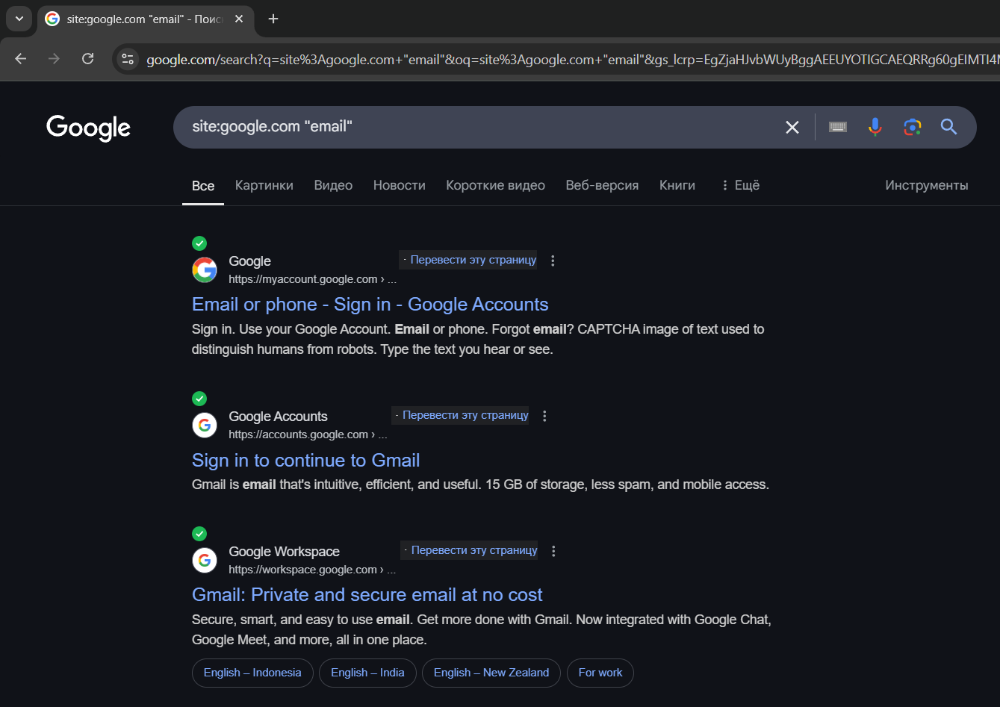 site:google.com "email" - Поис
google.com/search?q=site%3Agoogle.com+"email"&oq=site%3Agoogle.com+"email"&gs_lcrp=EgZjaHJvbWUyBggAEEUYOTIGCAEQRRg60gEIMTI4M
Google
site:google.com "email"
Все Картинки Видео Новости Короткие видео Веб-версия Книги Ещё Инструменты
Google · Перевести эту страницу
https://myaccount.google.com › ...
Email or phone - Sign in - Google Accounts
Sign in. Use your Google Account. Email or phone. Forgot email? CAPTCHA image of text used to
distinguish humans from robots. Type the text you hear or see.
Google Accounts · Перевести эту страницу
https://accounts.google.com › ...
Sign in to continue to Gmail
Gmail is email that's intuitive, efficient, and useful. 15 GB of storage, less spam, and mobile access.
Google Workspace · Перевести эту страницу
https://workspace.google.com › ...
Gmail: Private and secure email at no cost
Secure, smart, and easy to use email. Get more done with Gmail. Now integrated with Google Chat,
Google Meet, and more, all in one place.
English – Indonesia English – India English – New Zealand For work